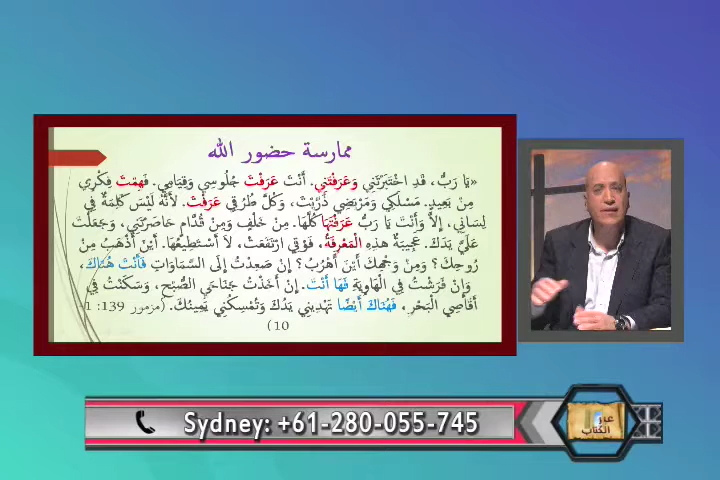 ممارسة حضور الله
«يَا رَبُّ، قَدِ اخْتَبَرْتَنِي وَعَرَفْتَنِي. أَنْتَ عَرَفْتَ جُلُوسِي وَقِيَامِي. فَهِمْتَ فِكْرِي
مِنْ بَعِيدٍ. مَسْلَكِي وَمَرْبَضِي ذَرَّيْتَ، وَكُلَّ طُرُقِي عَرَفْتَ. لأَنَّهُ لَيْسَ كَلِمَةٌ فِي
لِسَانِي، إِلاَّ وَأَنْتَ يَا رَبُّ عَرَفْتَهَا كُلَّهَا. مِنْ خَلْفٍ وَمِنْ قُدَّامٍ حَاصَرْتَنِي، وَجَعَلْتَ
عَلَيَّ يَدَكَ. عَجِيبَةٌ هذِهِ الْمَعْرِفَةُ، فَوْقِي ارْتَفَعَتْ، لاَ أَسْتَطِيعُهَا. أَيْنَ أَذْهَبُ مِنْ
رُوحِكَ؟ وَمِنْ وَجْهِكَ أَيْنَ أَهْرُبُ؟ إِنْ صَعِدْتُ إِلَى السَّمَاوَاتِ فَأَنْتَ هُنَاكَ،
وَإِنْ فَرَشْتُ فِي الْهَاوِيَةِ فَهَا أَنْتَ. إِنْ أَخَذْتُ جَنَاحَيِ الصُّبْحِ، وَسَكَنْتُ فِي
أَقَاصِي الْبَحْرِ، فَهُنَاكَ أَيْضًا تَهْدِينِي يَدُكَ وَتُمْسِكُنِي يَمِينُكَ. (مزمور 139: 1-
10)
Sydney: +61-280-055-745
عبر
الكتاب